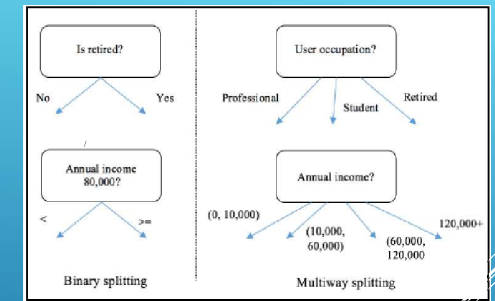 Is retired?
No
Yes
Annual income
80,000?
<
>=
Binary splitting
User occupation?
Professional
Student
Retired
Annual income?
(0, 10,000)
(10,000,
60,000)
(60,000,
120,000
120,000+
Multiway splitting